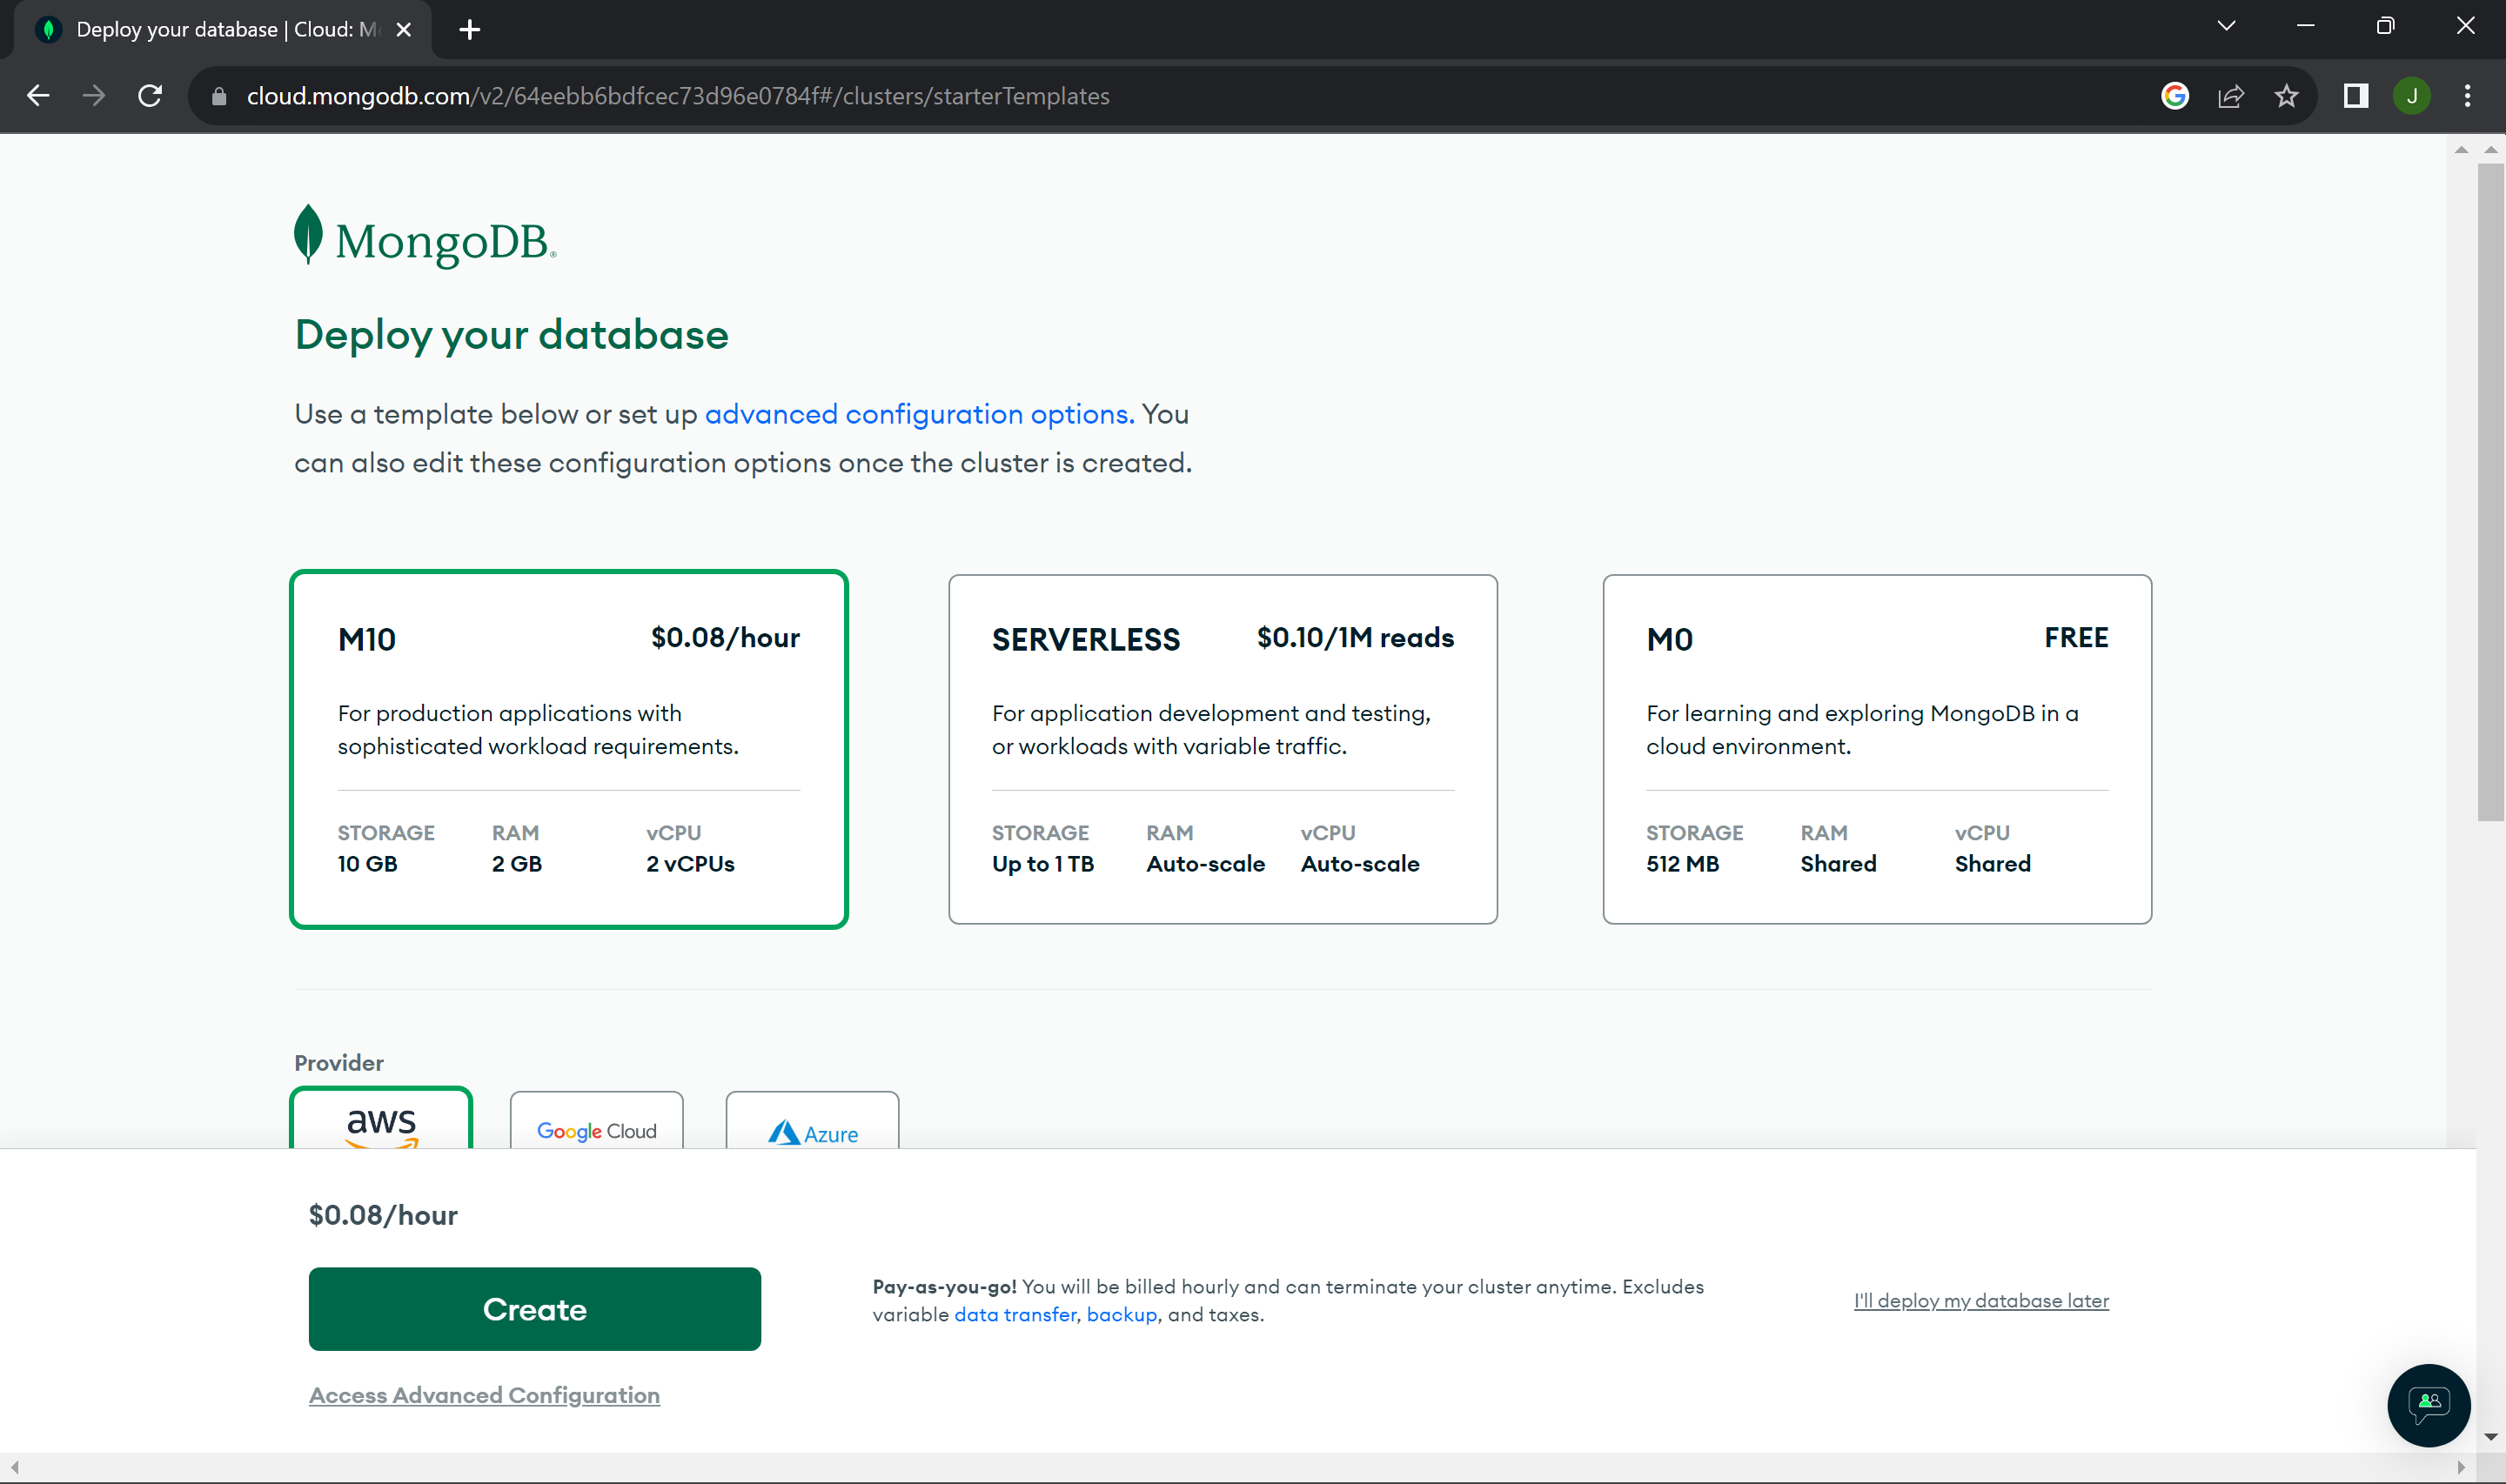 Deploy your database | Cloud: M
cloud.mongodb.com/v2/64eebb6bdfcec73d96e0784f#/clusters/starterTemplates
J
MongoDB®
Deploy your database
Use a template below or set up advanced configuration options. You
can also edit these configuration options once the cluster is created.
M10 $0.08/hour
For production applications with
sophisticated workload requirements.
STORAGE RAM vCPU
10 GB 2 GB 2 vCPUs
SERVERLESS $0.10/1M reads
For application development and testing,
or workloads with variable traffic.
STORAGE RAM vCPU
Up to 1 TB Auto-scale Auto-scale
M0 FREE
For learning and exploring MongoDB in a
cloud environment.
STORAGE RAM vCPU
512 MB Shared Shared
Provider
aws Google Cloud Azure
$0.08/hour
Create
Access Advanced Configuration
Pay-as-you-go! You will be billed hourly and can terminate your cluster anytime. Excludes
variable data transfer, backup, and taxes.
I'll deploy my database later